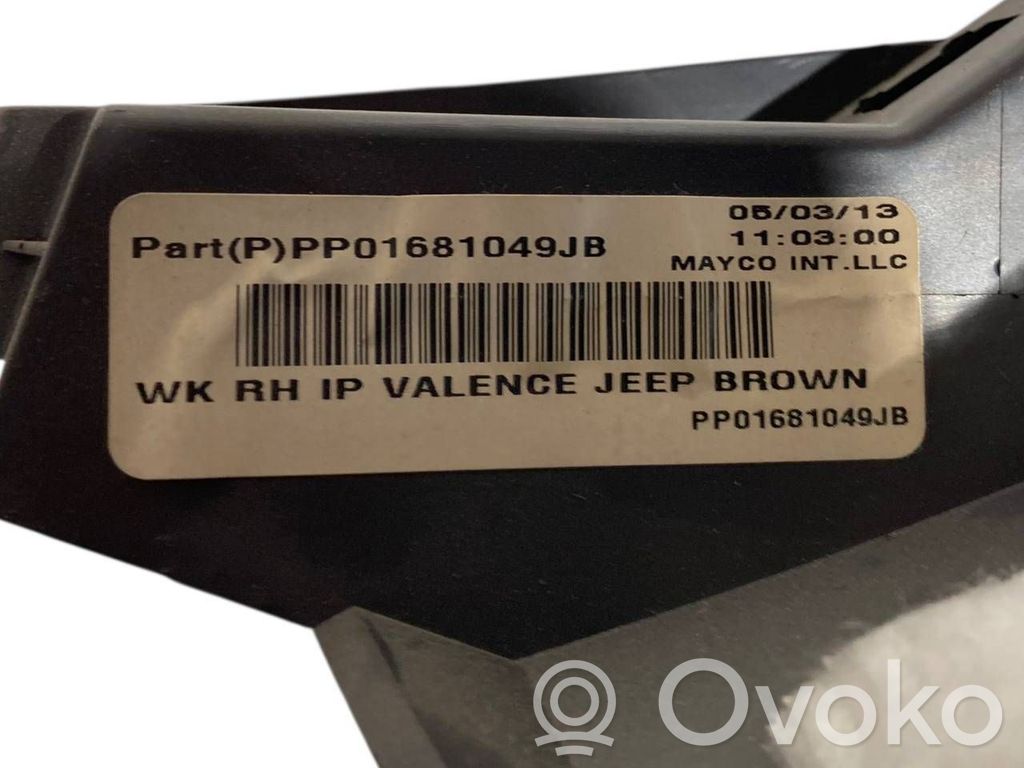 05/03/13
11:03:00
Part(P)PP01681049JB
MAYCO INT.LLC
WK RH IP VALENCE JEEP BROWN
PP01681049JB
Ovoko